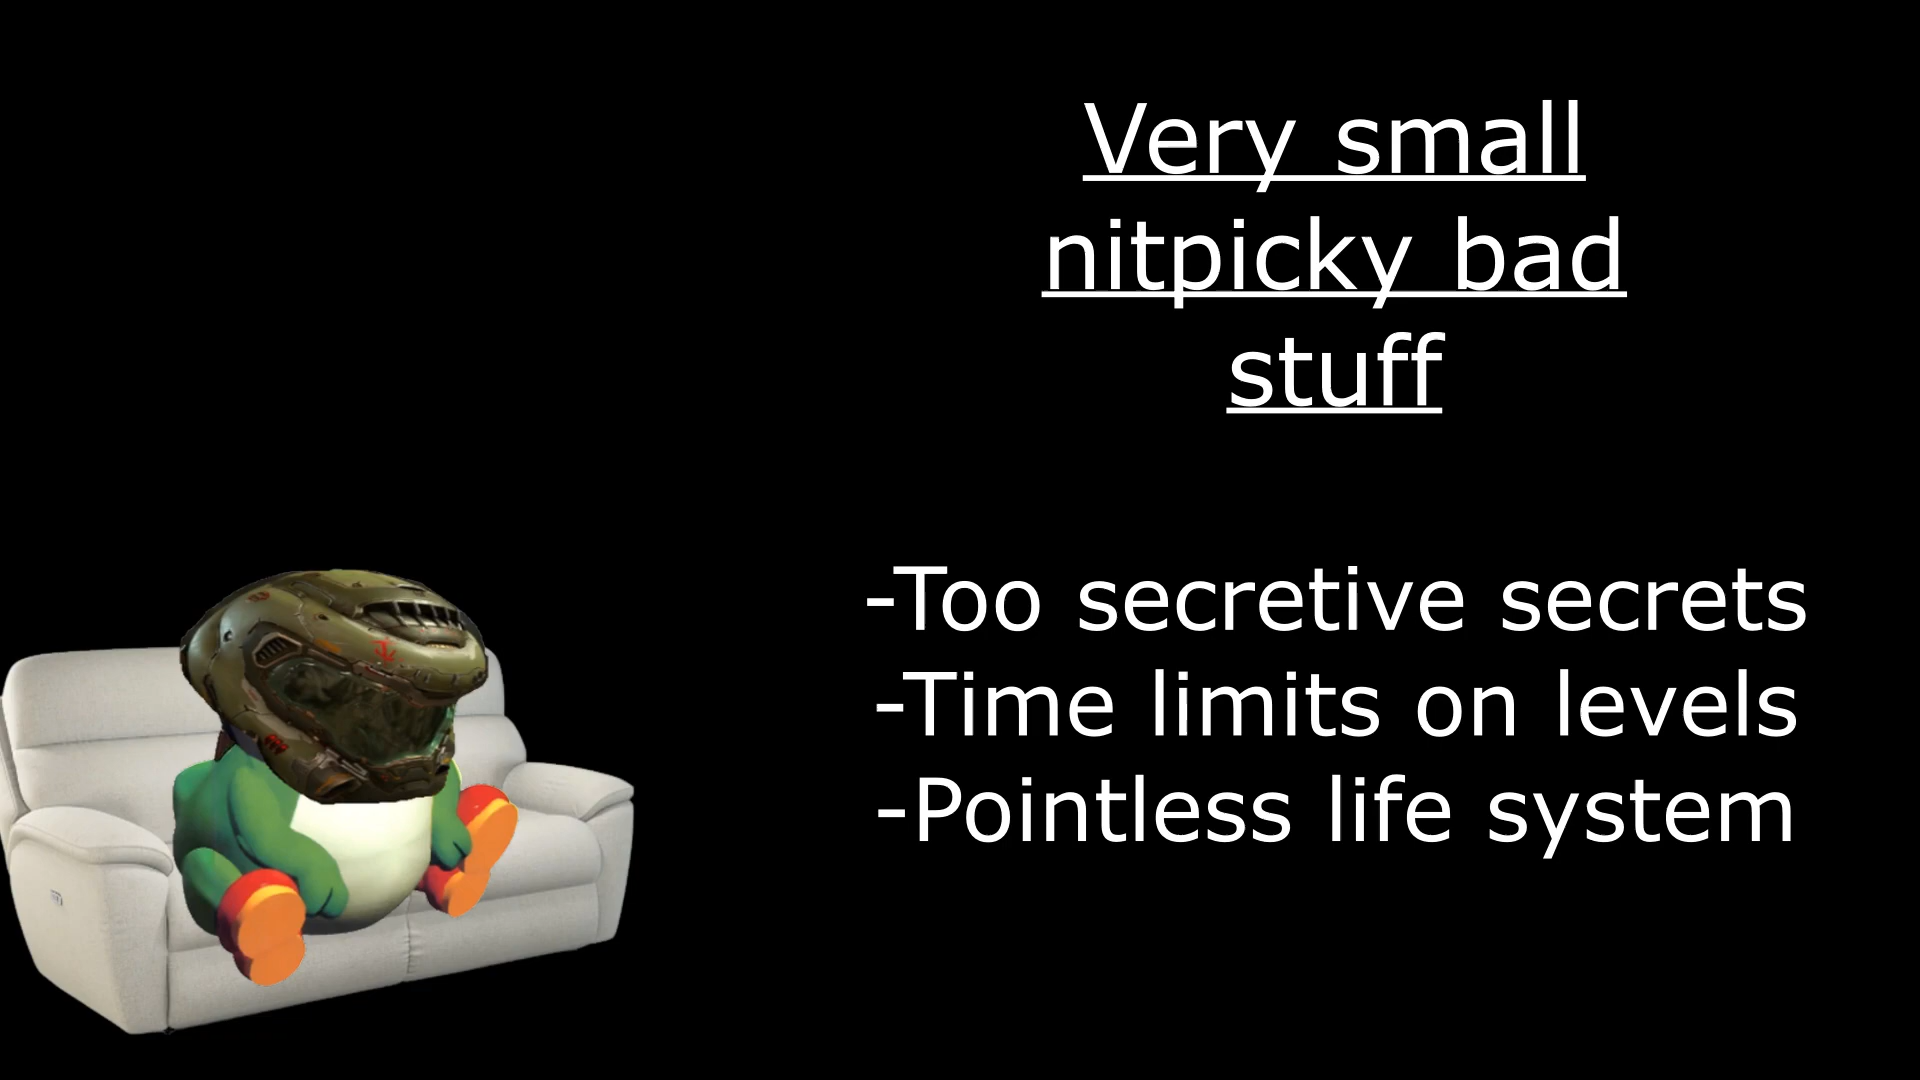 Very small
nitpicky bad
stuff
-Too secretive secrets
-Time limits on levels
-Pointless life system